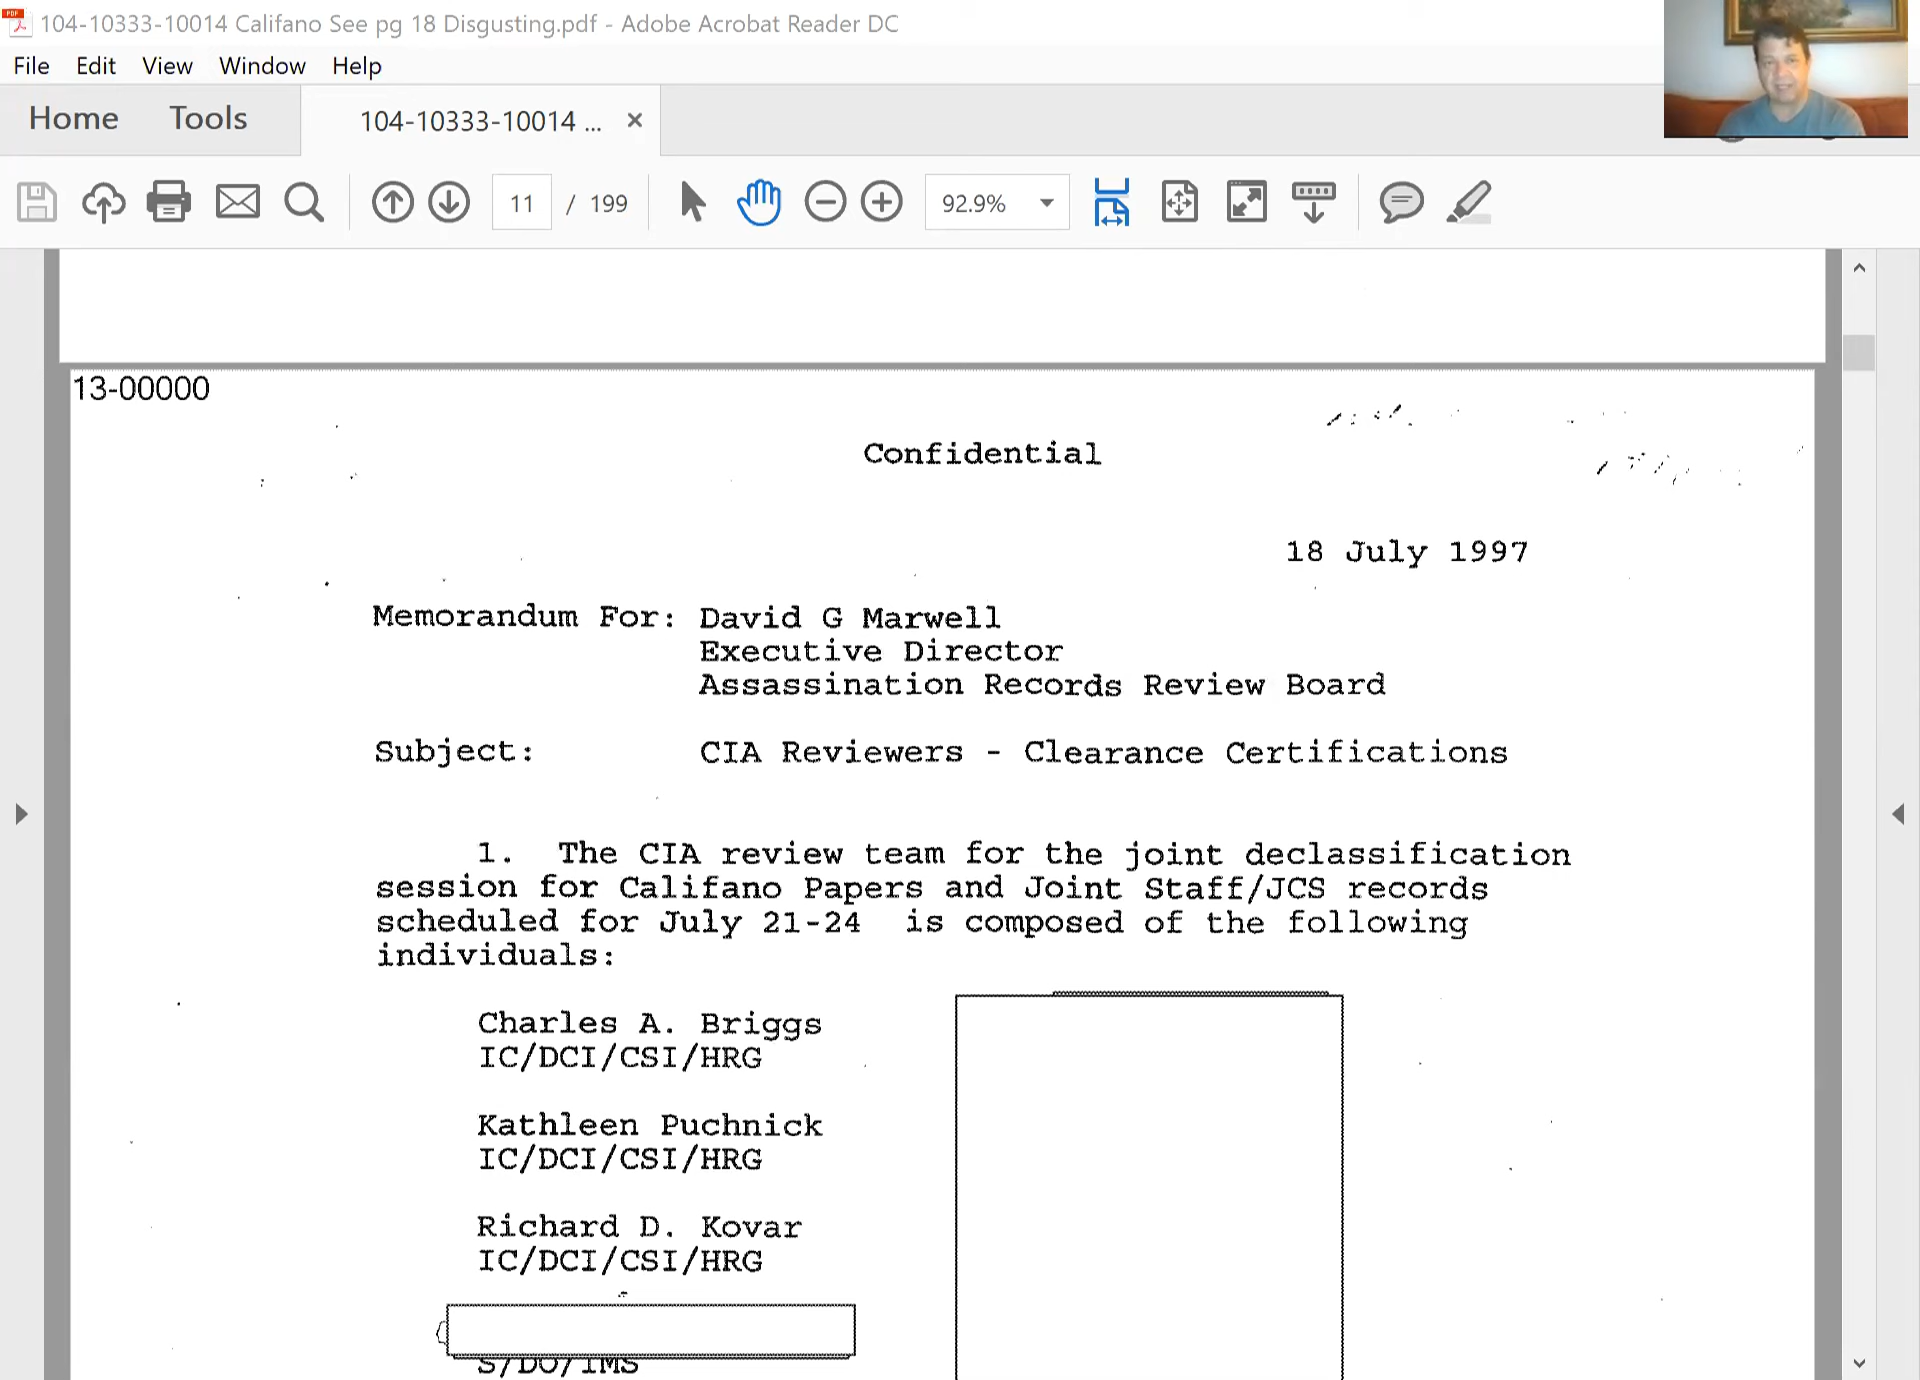 104-10333-10014 Califano See pg 18 Disgusting.pdf - Adobe Acrobat Reader DC
File Edit View Window Help
Home Tools 104-10333-10014 ... ×
11 / 199 92.9%
13-00000
Confidential
18 July 1997
Memorandum For: David G Marwell
Executive Director
Assassination Records Review Board
Subject: CIA Reviewers - Clearance Certifications
1. The CIA review team for the joint declassification
session for Califano Papers and Joint Staff/JCS records
scheduled for July 21-24 is composed of the following
individuals:
Charles A. Briggs
IC/DCI/CSI/HRG
Kathleen Puchnick
IC/DCI/CSI/HRG
Richard D. Kovar
IC/DCI/CSI/HRG
S/DO/IMS